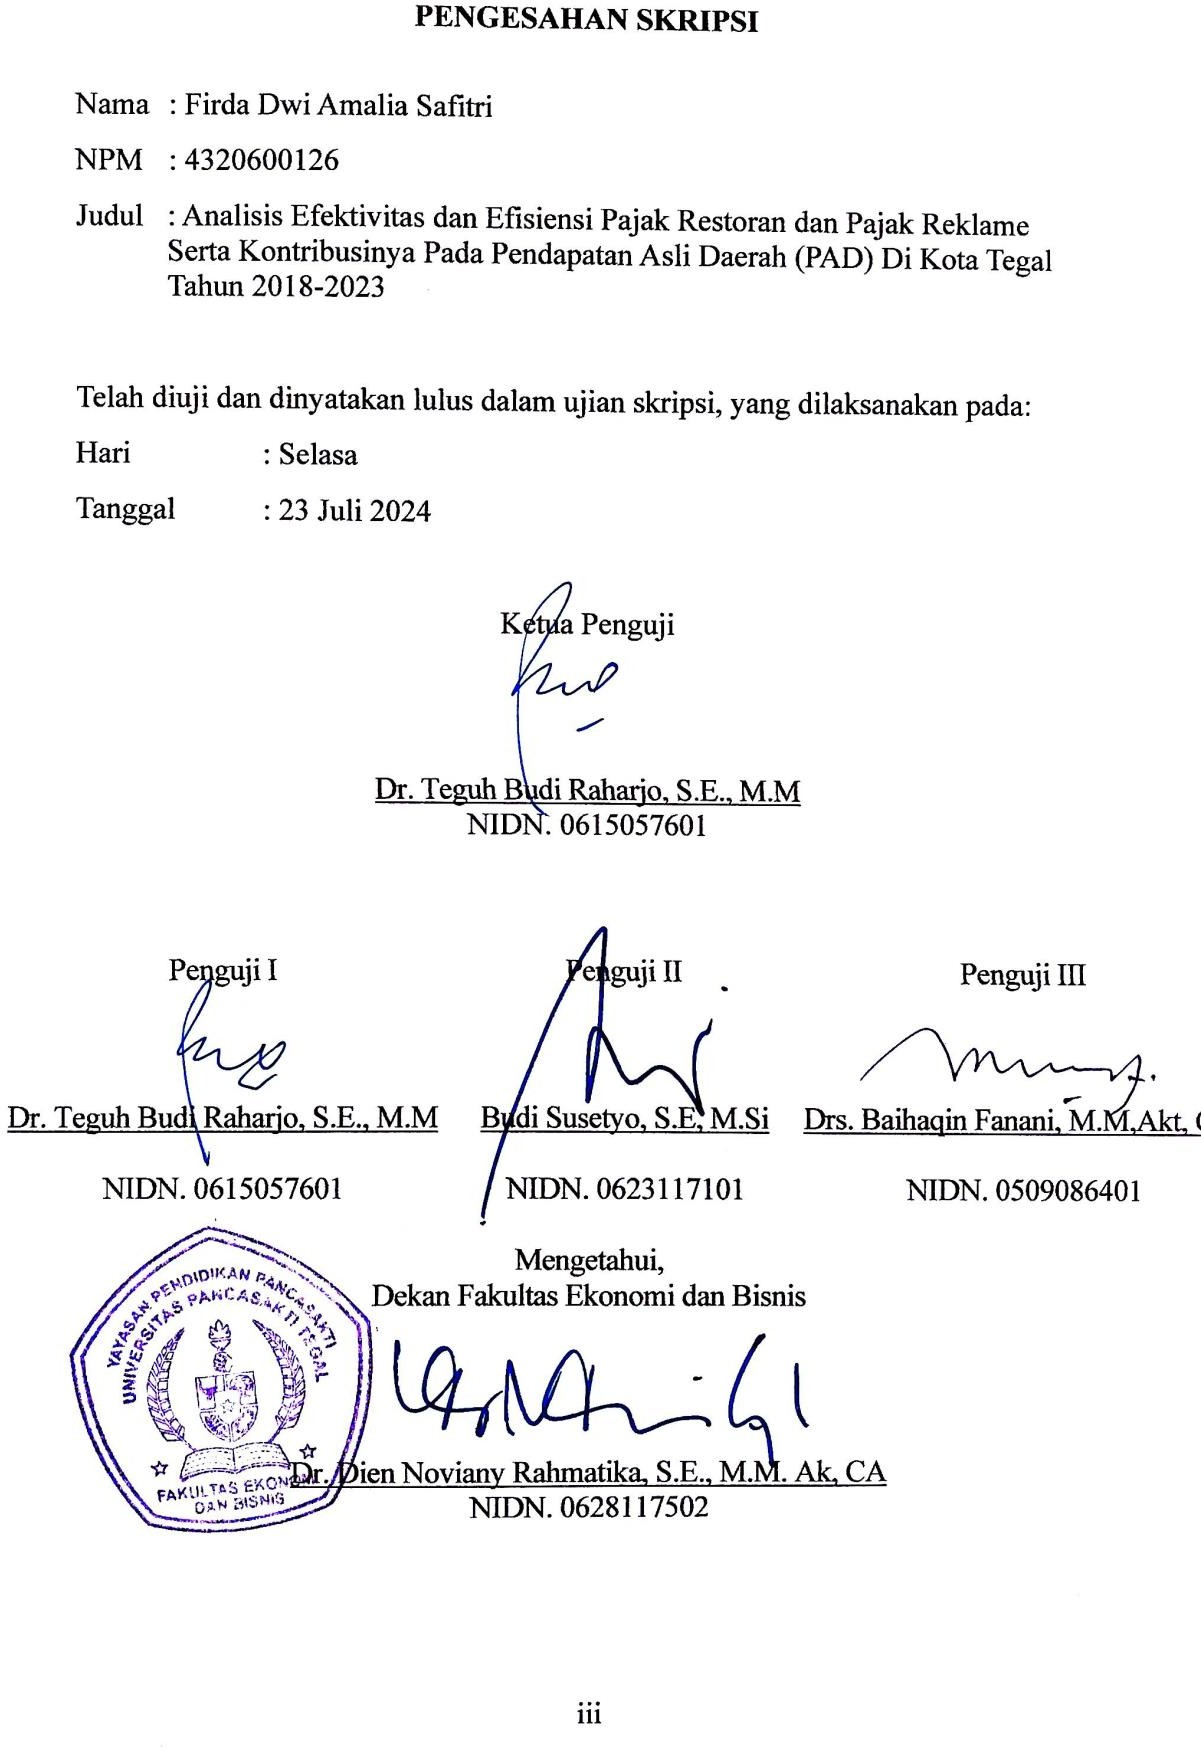 PENGESAHAN SKRIPSI
Nama : Firda Dwi Amalia Safitri
NPM : 4320600126
Judul : Analisis Efektivitas dan Efisiensi Pajak Restoran dan Pajak Reklame
Serta Kontribusinya Pada Pendapatan Asli Daerah (PAD) Di Kota Tegal
Tahun 2018-2023
Telah diuji dan dinyatakan lulus dalam ujian skripsi, yang dilaksanakan pada:
Hari : Selasa
Tanggal : 23 Juli 2024
Ketua Penguji
Dr. Teguh Budi Raharjo, S.E., M.M
NIDN. 0615057601
Penguji I Penguji II Penguji III
Dr. Teguh Budi Raharjo, S.E., M.M Budi Susetyo, S.E, M.Si Drs. Baihaqin Fanani, M.M,Akt,
NIDN. 0615057601 NIDN. 0623117101 NIDN. 0509086401
Mengetahui,
Dekan Fakultas Ekonomi dan Bisnis
YAYASAN PENDIDIKAN PANCASAKTI
UNIVERSITAS PANCASAKTI TEGAL
FAKULTAS EKONOMI
DAN BISNIS
Dr. Dien Noviany Rahmatika, S.E., M.M. Ak, CA
NIDN. 0628117502
iii